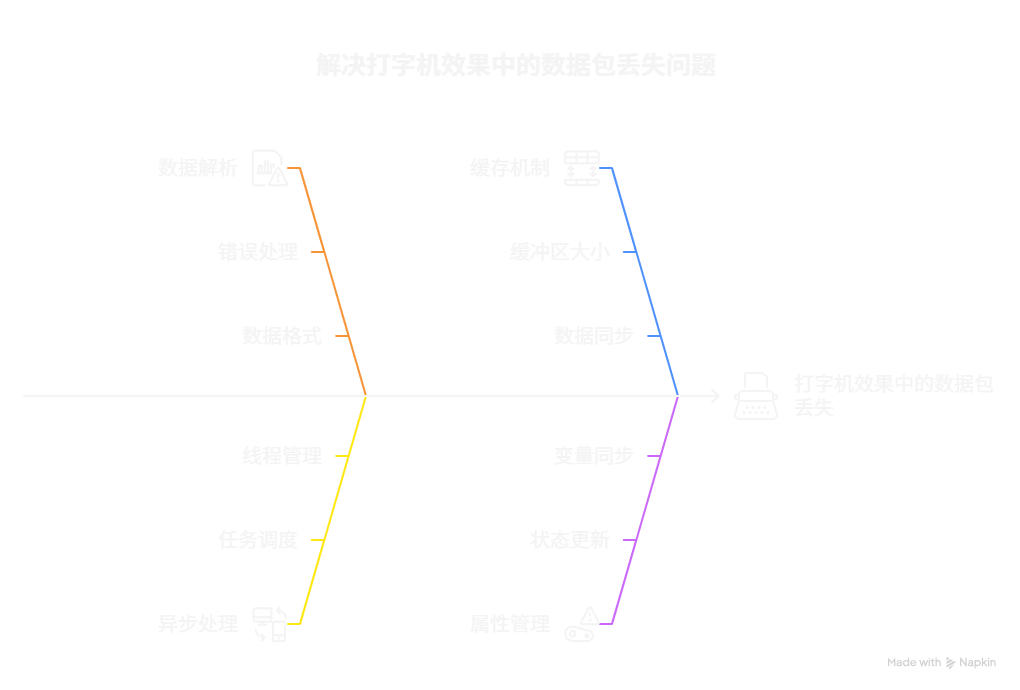 解决打字机效果中的数据包丢失问题
数据解析
缓存机制
错误处理
缓冲区大小
数据格式
数据同步
打字机效果中的数据包
丢失
线程管理
变量同步
任务调度
状态更新
异步处理
属性管理
Made with Napkin